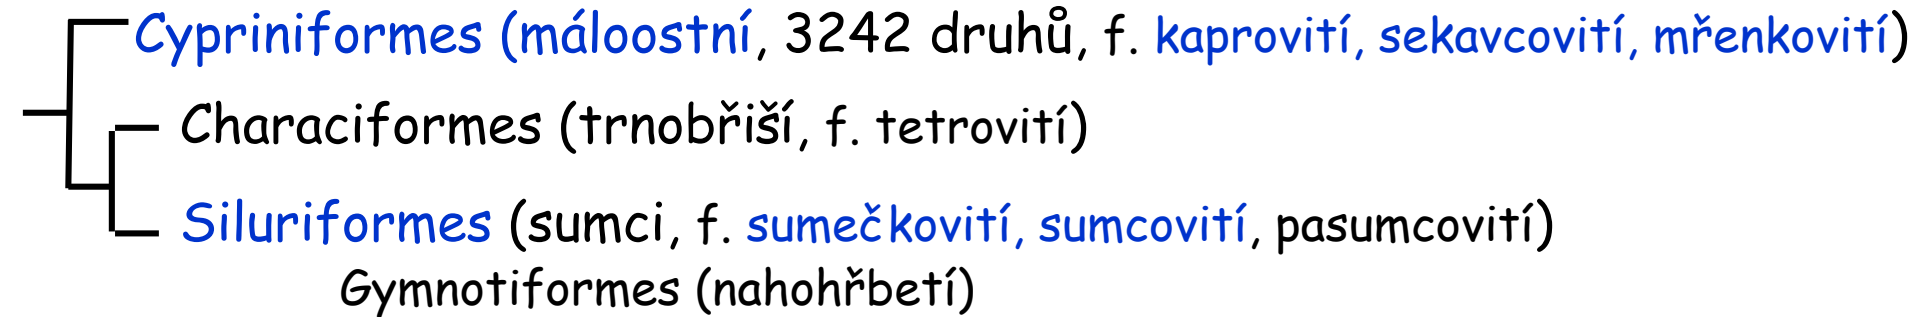 Cypriniformes (máloostní, 3242 druhů, f. kaprovití, sekavcovití, mřenkovití)
Characiformes (trnobřiší, f. tetrovití)
Siluriformes (sumci, f. sumečkovití, sumcovití, pasumcovití)
Gymnotiformes (nahohřbetí)